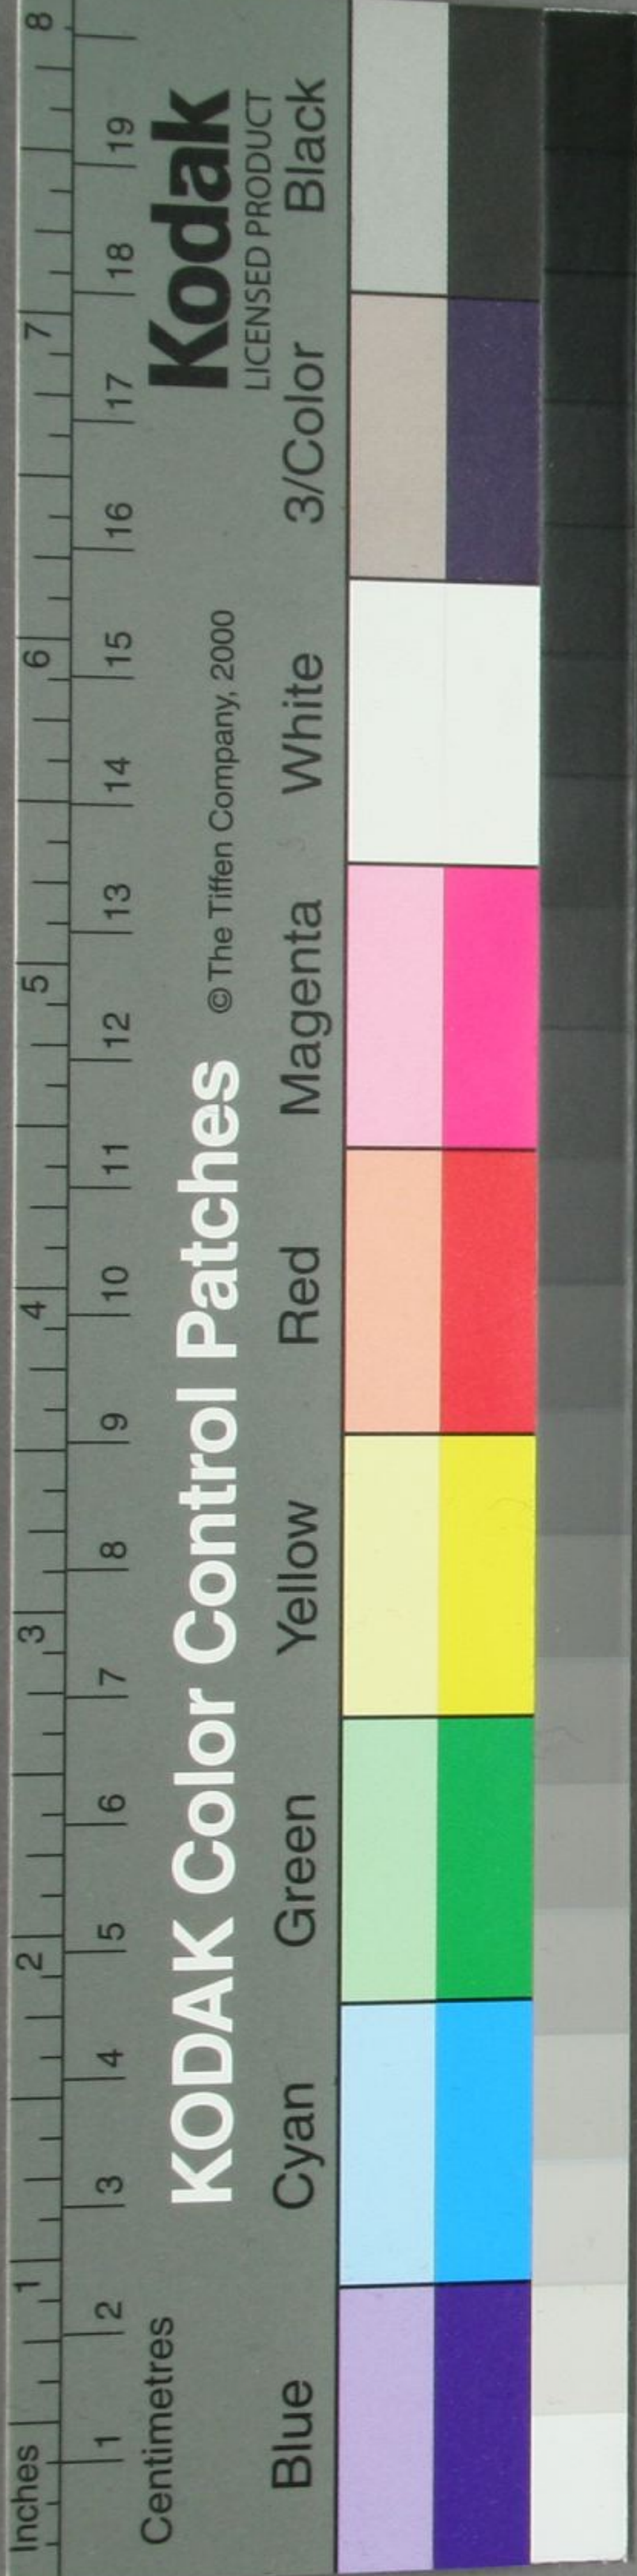 Inches 1 2 3 4 5 6 7 8
1 2 3 4 5 6 7 8 9 10 11 12 13 14 15 16 17 18 19
Centimetres
KODAK Color Control Patches © The Tiffen Company, 2000 Kodak
LICENSED PRODUCT
Blue Cyan Green Yellow Red Magenta White 3/Color Black